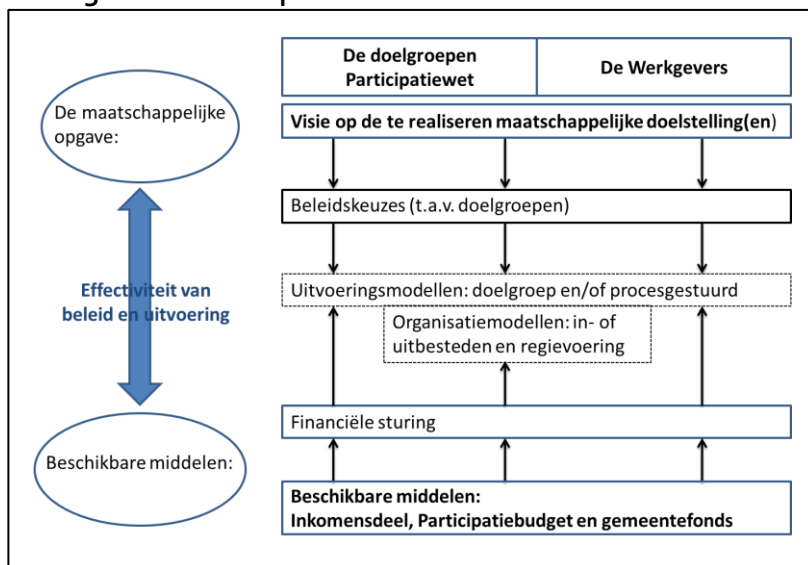 De doelgroepen
Participatiewet
De Werkgevers
De maatschappelijke
opgave:
Visie op de te realiseren maatschappelijke doelstelling(en)
Beleidskeuzes (t.a.v. doelgroepen)
Effectiviteit van
beleid en uitvoering
Uitvoeringsmodellen: doelgroep en/of procesgestuurd
Organisatiemodellen: in- of
uitbesteden en regievoering
Financiële sturing
Beschikbare middelen:
Beschikbare middelen:
Inkomensdeel, Participatiebudget en gemeentefonds